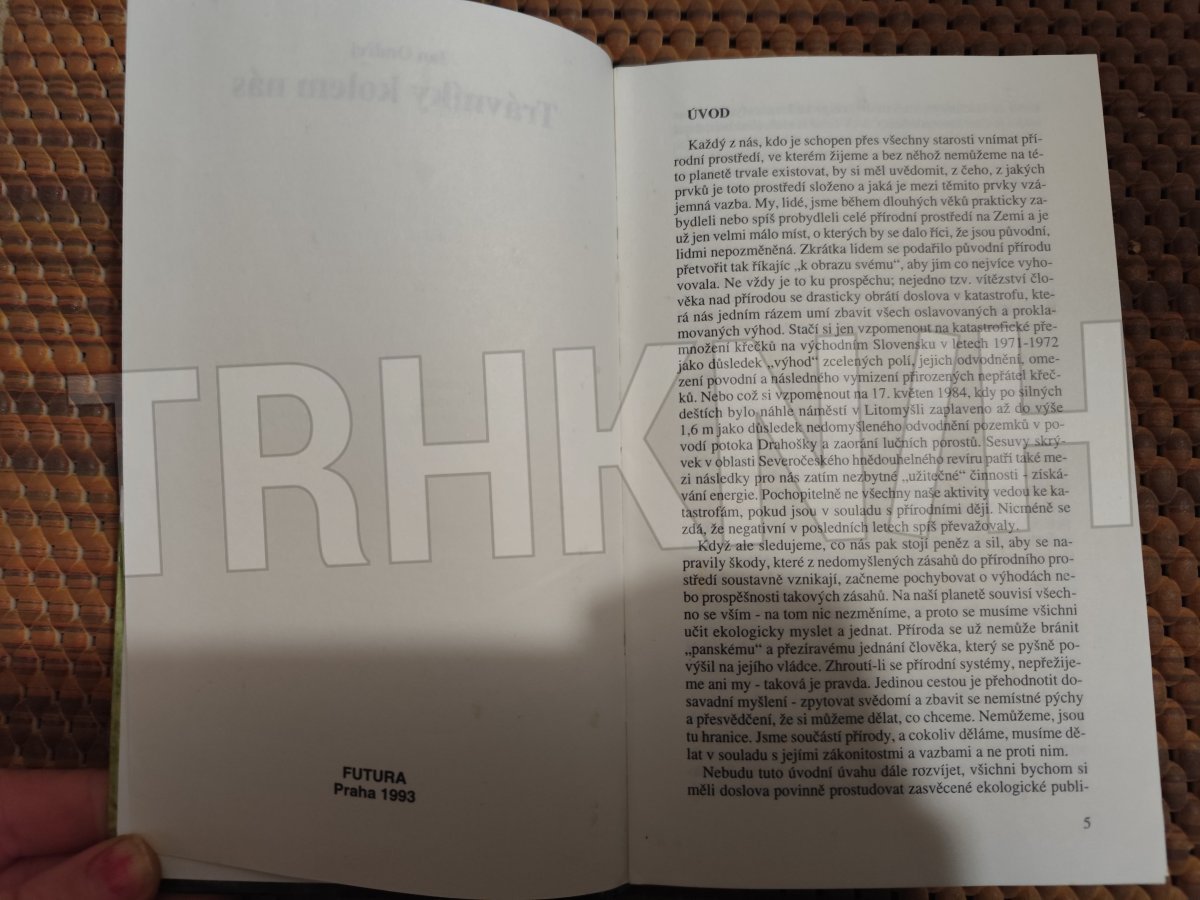 Jan Ondřej
Trávníky kolem nás
FUTURA
Praha 1993
TRHKNIH
ÚVOD
Každý z nás, kdo je schopen přes všechny starosti vnímat pří-
rodní prostředí, ve kterém žijeme a bez něhož nemůžeme na té-
to planetě trvale existovat, by si měl uvědomit, z čeho, z jakých
prvků je toto prostředí složeno a jaká je mezi těmito prvky vzá-
jemná vazba. My, lidé, jsme během dlouhých věků prakticky za-
bydleli nebo spíš probydleli celé přírodní prostředí na Zemi a je
už jen velmi málo míst, o kterých by se dalo říci, že jsou původní,
lidmi nepozměněná. Zkrátka lidem se podařilo původní přírodu
přetvořit tak říkajíc „k obrazu svému“, aby jim co nejvíce vyho-
vovala. Ne vždy je to ku prospěchu; nejedno tzv. vítězství člo-
věka nad přírodou se drasticky obrátí doslova v katastrofu, kte-
rá nás jedním rázem umí zbavit všech oslavovaných a prokla-
movaných výhod. Stačí si jen vzpomenout na katastrofické pře-
množení křečků na východním Slovensku v letech 1971-1972
jako důsledek „výhod“ zcelených polí, jejich odvodnění, ome-
zení povodní a následného vymizení přirozených nepřátel křeč-
ků. Nebo což si vzpomenout na 17. květen 1984, kdy po silných
deštích bylo náhle náměstí v Litomyšli zaplaveno až do výše
1,6 m jako důsledek nedomyšleného odvodnění pozemků v po-
vodí potoka Drahošky a zaorání lučních porostů. Sesuvy skrý-
vek v oblasti Severočeského hnědouhelného revíru patří také me-
zi následky pro nás zatím nezbytné „užitečné“ činnosti - získá-
vání energie. Pochopitelně ne všechny naše aktivity vedou ke ka-
tastrofám, pokud jsou v souladu s přírodními ději. Nicméně se
zdá, že negativní v posledních letech spíš převažovaly.
Když ale sledujeme, co nás pak stojí peněz a sil, aby se na-
pravily škody, které z nedomyšlených zásahů do přírodního pro-
středí soustavně vznikají, začneme pochybovat o výhodách ne-
bo prospěšnosti takových zásahů. Na naší planetě souvisí všech-
no se vším - na tom nic nezměníme, a proto se musíme všichni
učit ekologicky myslet a jednat. Příroda se už nemůže bránit
„panskému“ a přezíravému jednání člověka, který se pyšně po-
výšil na jejího vládce. Zhroutí-li se přírodní systémy, nepřežije-
me ani my - taková je pravda. Jedinou cestou je přehodnotit do-
savadní myšlení - zpytovat svědomí a zbavit se nemístné pýchy
a přesvědčení, že si můžeme dělat, co chceme. Nemůžeme, jsou
tu hranice. Jsme součástí přírody, a cokoliv děláme, musíme dě-
lat v souladu s jejími zákonitostmi a vazbami a ne proti nim.
Nebudu tuto úvodní úvahu dále rozvíjet, všichni bychom si
měli doslova povinně prostudovat zasvěcené ekologické publi-
5